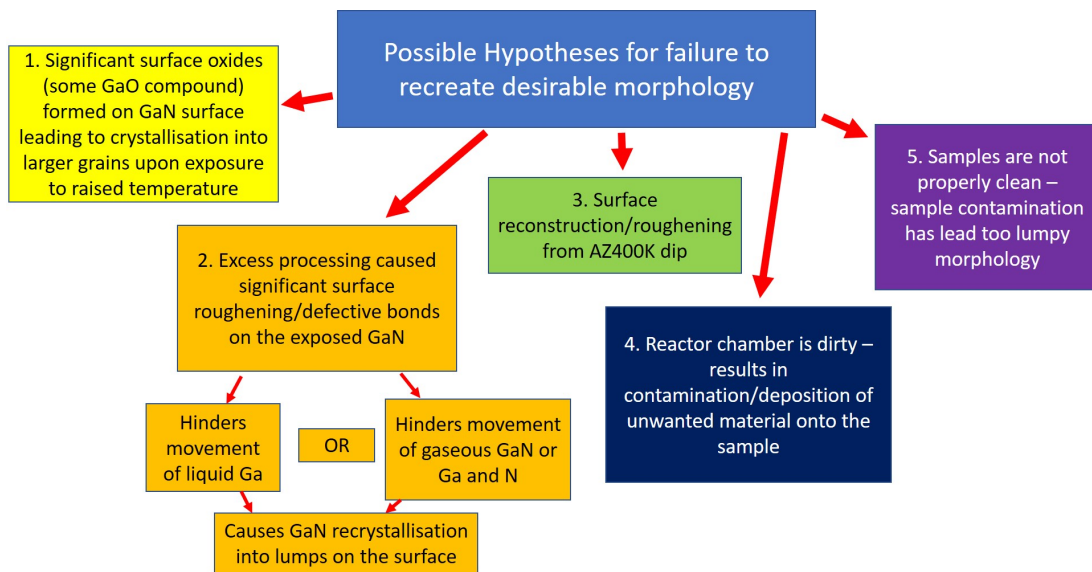 Possible Hypotheses for failure to
recreate desirable morphology
1. Significant surface oxides
(some GaO compound)
formed on GaN surface
leading to crystallisation into
larger grains upon exposure
to raised temperature
2. Excess processing caused
significant surface
roughening/defective bonds
on the exposed GaN
Hinders
movement
of liquid Ga
OR
Hinders movement
of gaseous GaN or
Ga and N
Causes GaN recrystallisation
into lumps on the surface
3. Surface
reconstruction/roughening
from AZ400K dip
4. Reactor chamber is dirty –
results in
contamination/deposition of
unwanted material onto the
sample
5. Samples are not
properly clean –
sample contamination
has lead too lumpy
morphology